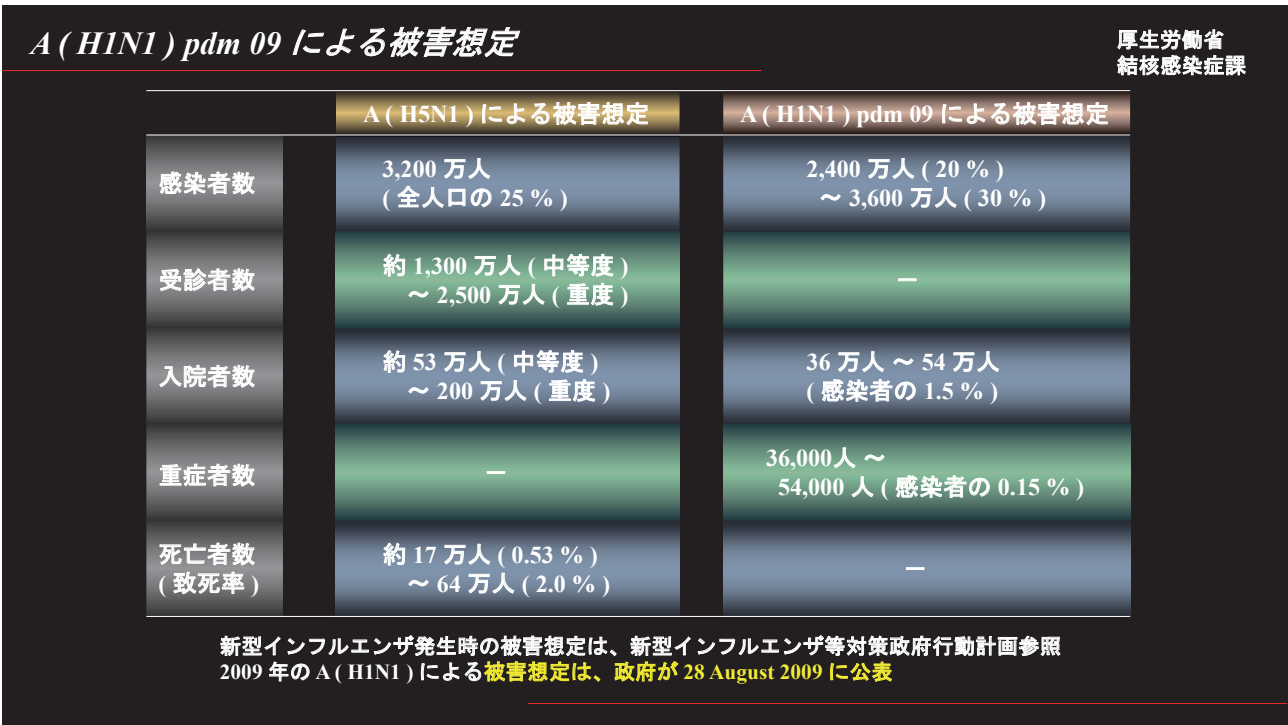 A ( H1N1 ) pdm 09 による被害想定
厚生労働省
結核感染症課
A ( H5N1 ) による被害想定
A ( H1N1 ) pdm 09 による被害想定
感染者数
3,200 万人
( 全人口の 25 % )
2,400 万人 ( 20 % )
～ 3,600 万人 ( 30 % )
受診者数
約 1,300 万人 ( 中等度 )
～ 2,500 万人 ( 重度 )
－
入院者数
約 53 万人 ( 中等度 )
～ 200 万人 ( 重度 )
36 万人 ～ 54 万人
( 感染者の 1.5 % )
重症者数
－
36,000人 ～
54,000 人 ( 感染者の 0.15 % )
死亡者数
( 致死率 )
約 17 万人 ( 0.53 % )
～ 64 万人 ( 2.0 % )
－
新型インフルエンザ発生時の被害想定は、新型インフルエンザ等対策政府行動計画参照
2009 年の A ( H1N1 ) による被害想定は、政府が 28 August 2009 に公表